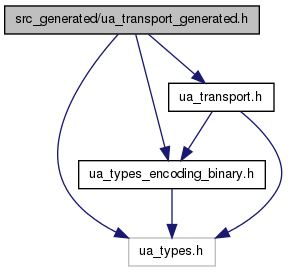 src_generated/ua_transport_generated.h
ua_transport.h
ua_types_encoding_binary.h
ua_types.h